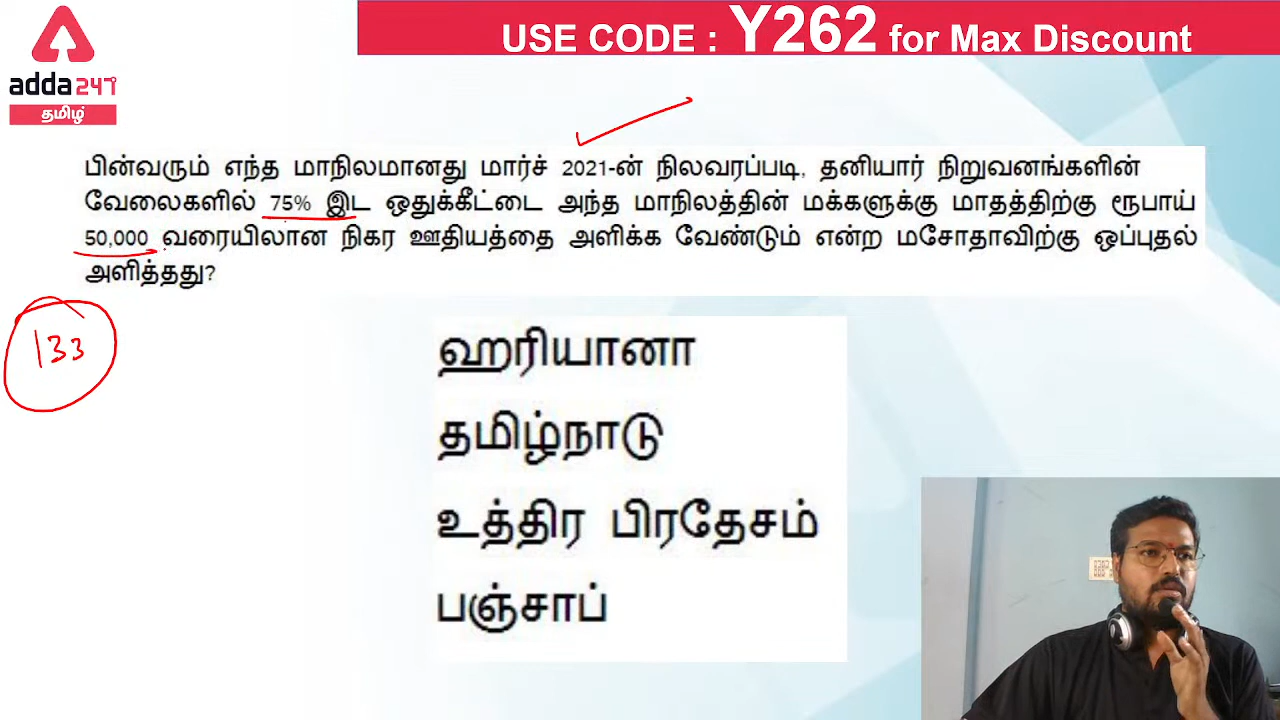 USE CODE : Y262 for Max Discount
adda247
தமிழ்
பின்வரும் எந்த மாநிலமானது மார்ச் 2021-ன் நிலவரப்படி, தனியார் நிறுவனங்களின்
வேலைகளில் 75% இட ஒதுக்கீட்டை அந்த மாநிலத்தின் மக்களுக்கு மாதத்திற்கு ரூபாய்
50,000 வரையிலான நிகர ஊதியத்தை அளிக்க வேண்டும் என்ற மசோதாவிற்கு ஒப்புதல்
அளித்தது?
133
ஹரியானா
தமிழ்நாடு
உத்திர பிரதேசம்
பஞ்சாப்